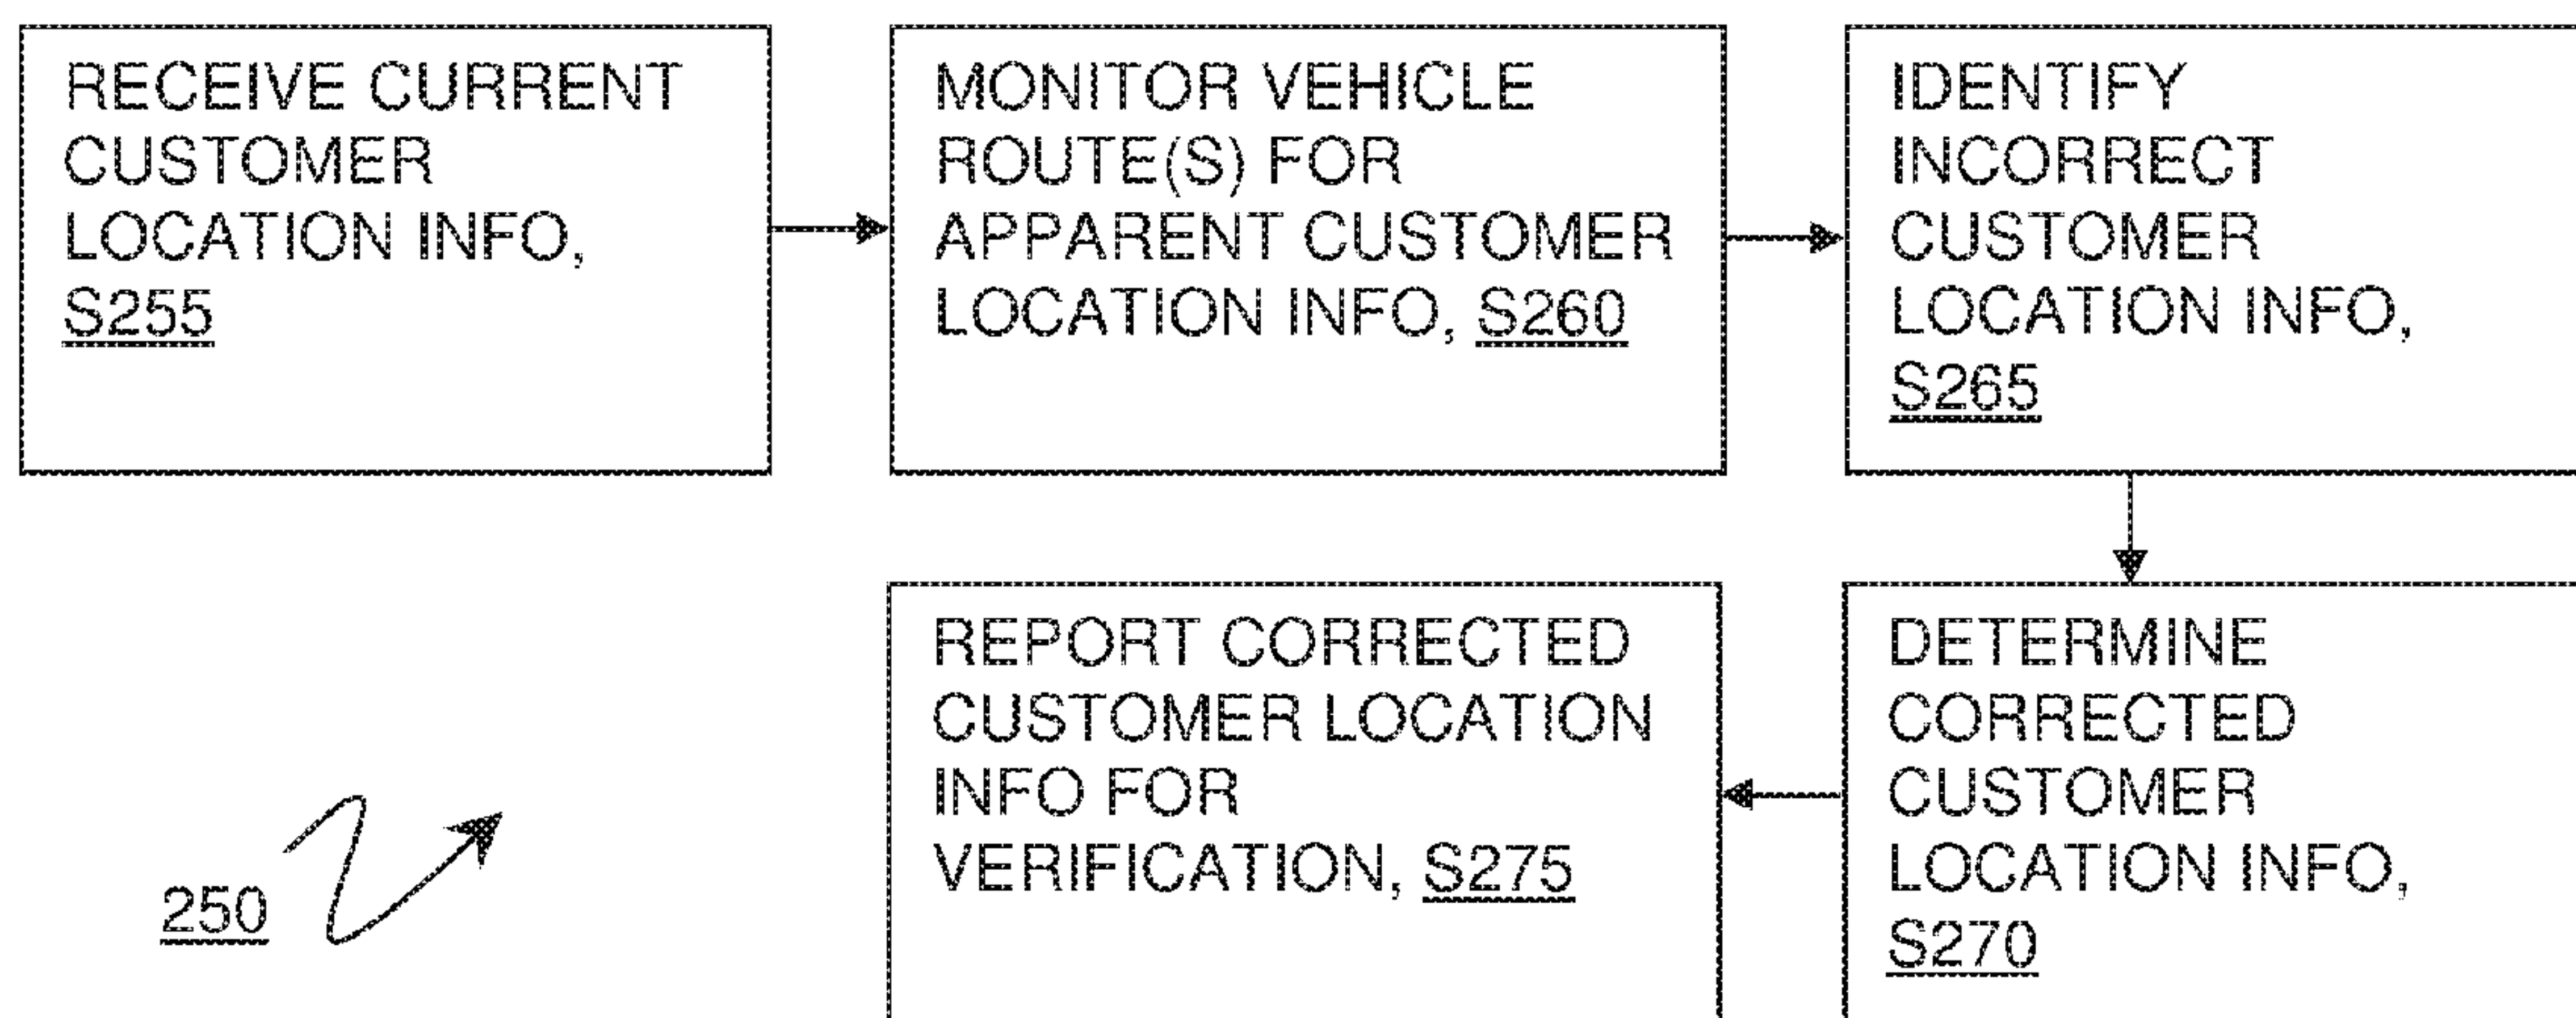 RECEIVE CURRENT
CUSTOMER
LOCATION INFO,
S255
MONITOR VEHICLE
ROUTE(S) FOR
APPARENT CUSTOMER
LOCATION INFO, S260
IDENTIFY
INCORRECT
CUSTOMER
LOCATION INFO,
S265
DETERMINE
CORRECTED
CUSTOMER
LOCATION INFO,
S270
REPORT CORRECTED
CUSTOMER LOCATION
INFO FOR
VERIFICATION, S275
250